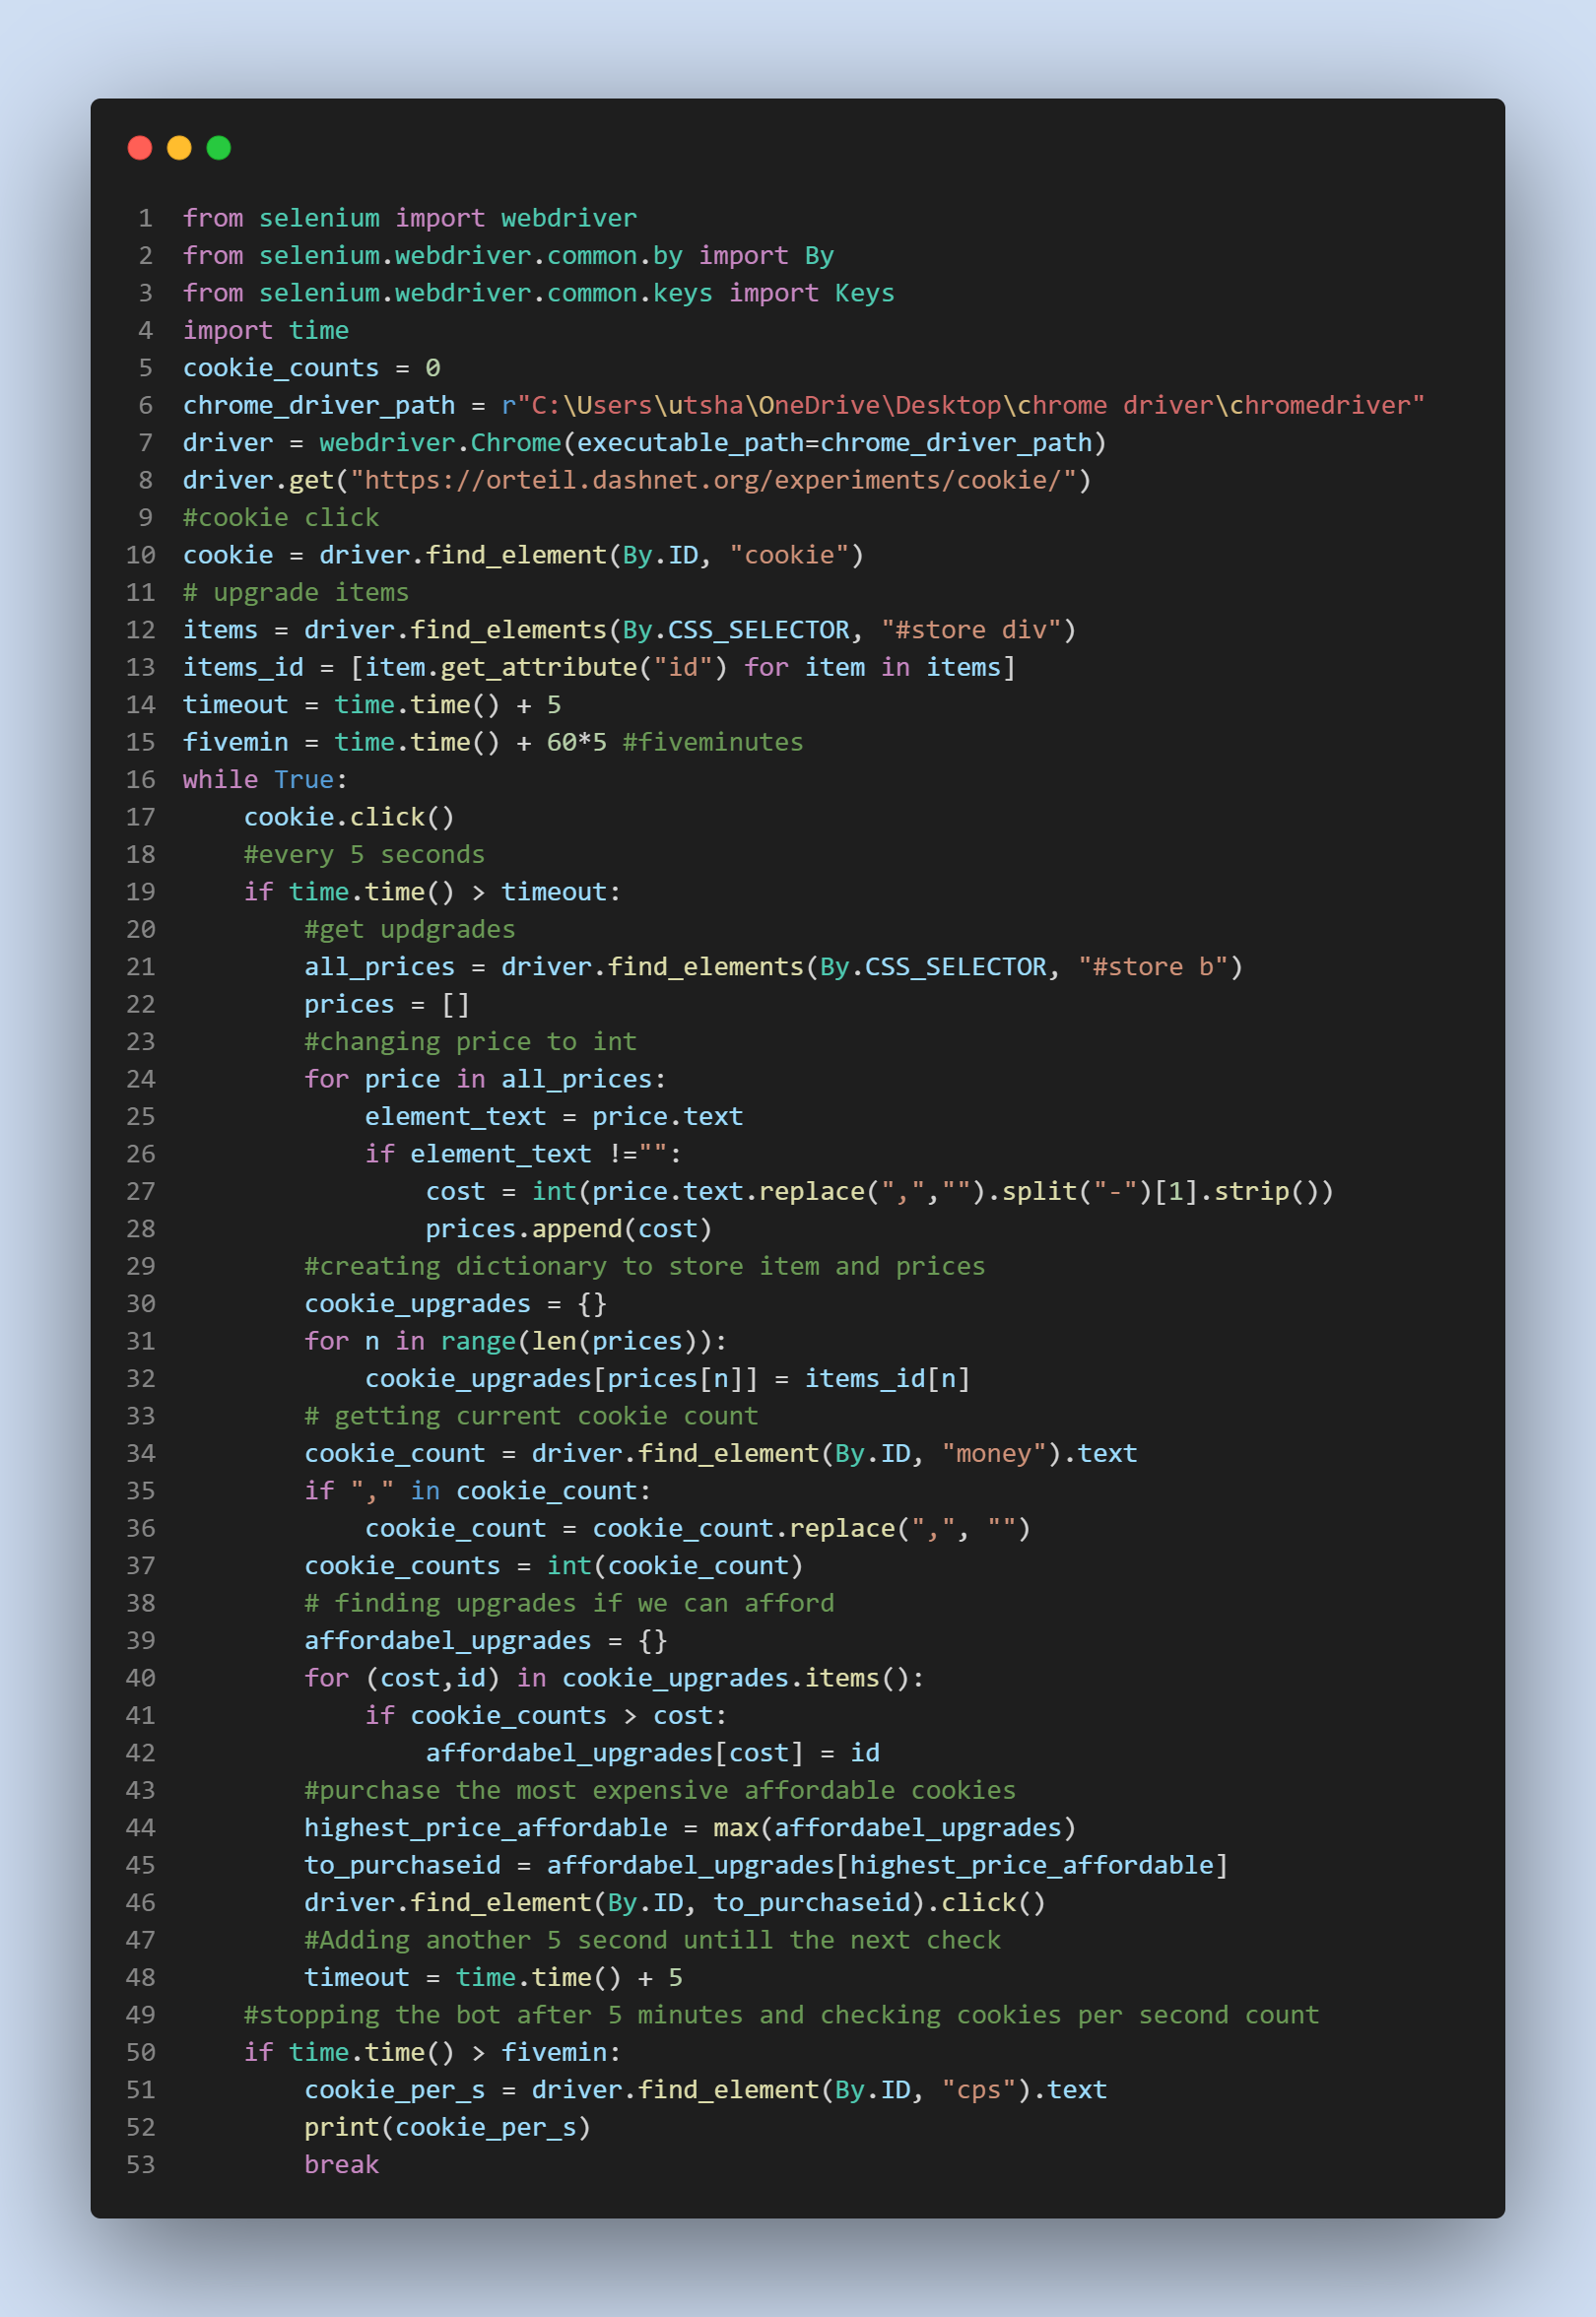 1 from selenium import webdriver
2 from selenium.webdriver.common.by import By
3 from selenium.webdriver.common.keys import Keys
4 import time
5 cookie_counts = 0
6 chrome_driver_path = r"C:\Users\utsha\OneDrive\Desktop\chrome driver\chromedriver"
7 driver = webdriver.Chrome(executable_path=chrome_driver_path)
8 driver.get("https://orteil.dashnet.org/experiments/cookie/")
9 #cookie click
10 cookie = driver.find_element(By.ID, "cookie")
11 # upgrade items
12 items = driver.find_elements(By.CSS_SELECTOR, "#store div")
13 items_id = [item.get_attribute("id") for item in items]
14 timeout = time.time() + 5
15 fivemin = time.time() + 60*5 #fiveminutes
16 while True:
17     cookie.click()
18     #every 5 seconds
19     if time.time() > timeout:
20         #get updgrades
21         all_prices = driver.find_elements(By.CSS_SELECTOR, "#store b")
22         prices = []
23         #changing price to int
24         for price in all_prices:
25             element_text = price.text
26             if element_text !="":
27                 cost = int(price.text.replace(",","").split("-")[1].strip())
28                 prices.append(cost)
29         #creating dictionary to store item and prices
30         cookie_upgrades = {}
31         for n in range(len(prices)):
32             cookie_upgrades[prices[n]] = items_id[n]
33         # getting current cookie count
34         cookie_count = driver.find_element(By.ID, "money").text
35         if "," in cookie_count:
36             cookie_count = cookie_count.replace(",", "")
37         cookie_counts = int(cookie_count)
38         # finding upgrades if we can afford
39         affordabel_upgrades = {}
40         for (cost,id) in cookie_upgrades.items():
41             if cookie_counts > cost:
42                 affordabel_upgrades[cost] = id
43         #purchase the most expensive affordable cookies
44         highest_price_affordable = max(affordabel_upgrades)
45         to_purchaseid = affordabel_upgrades[highest_price_affordable]
46         driver.find_element(By.ID, to_purchaseid).click()
47         #Adding another 5 second untill the next check
48         timeout = time.time() + 5
49     #stopping the bot after 5 minutes and checking cookies per second count
50     if time.time() > fivemin:
51         cookie_per_s = driver.find_element(By.ID, "cps").text
52         print(cookie_per_s)
53         break